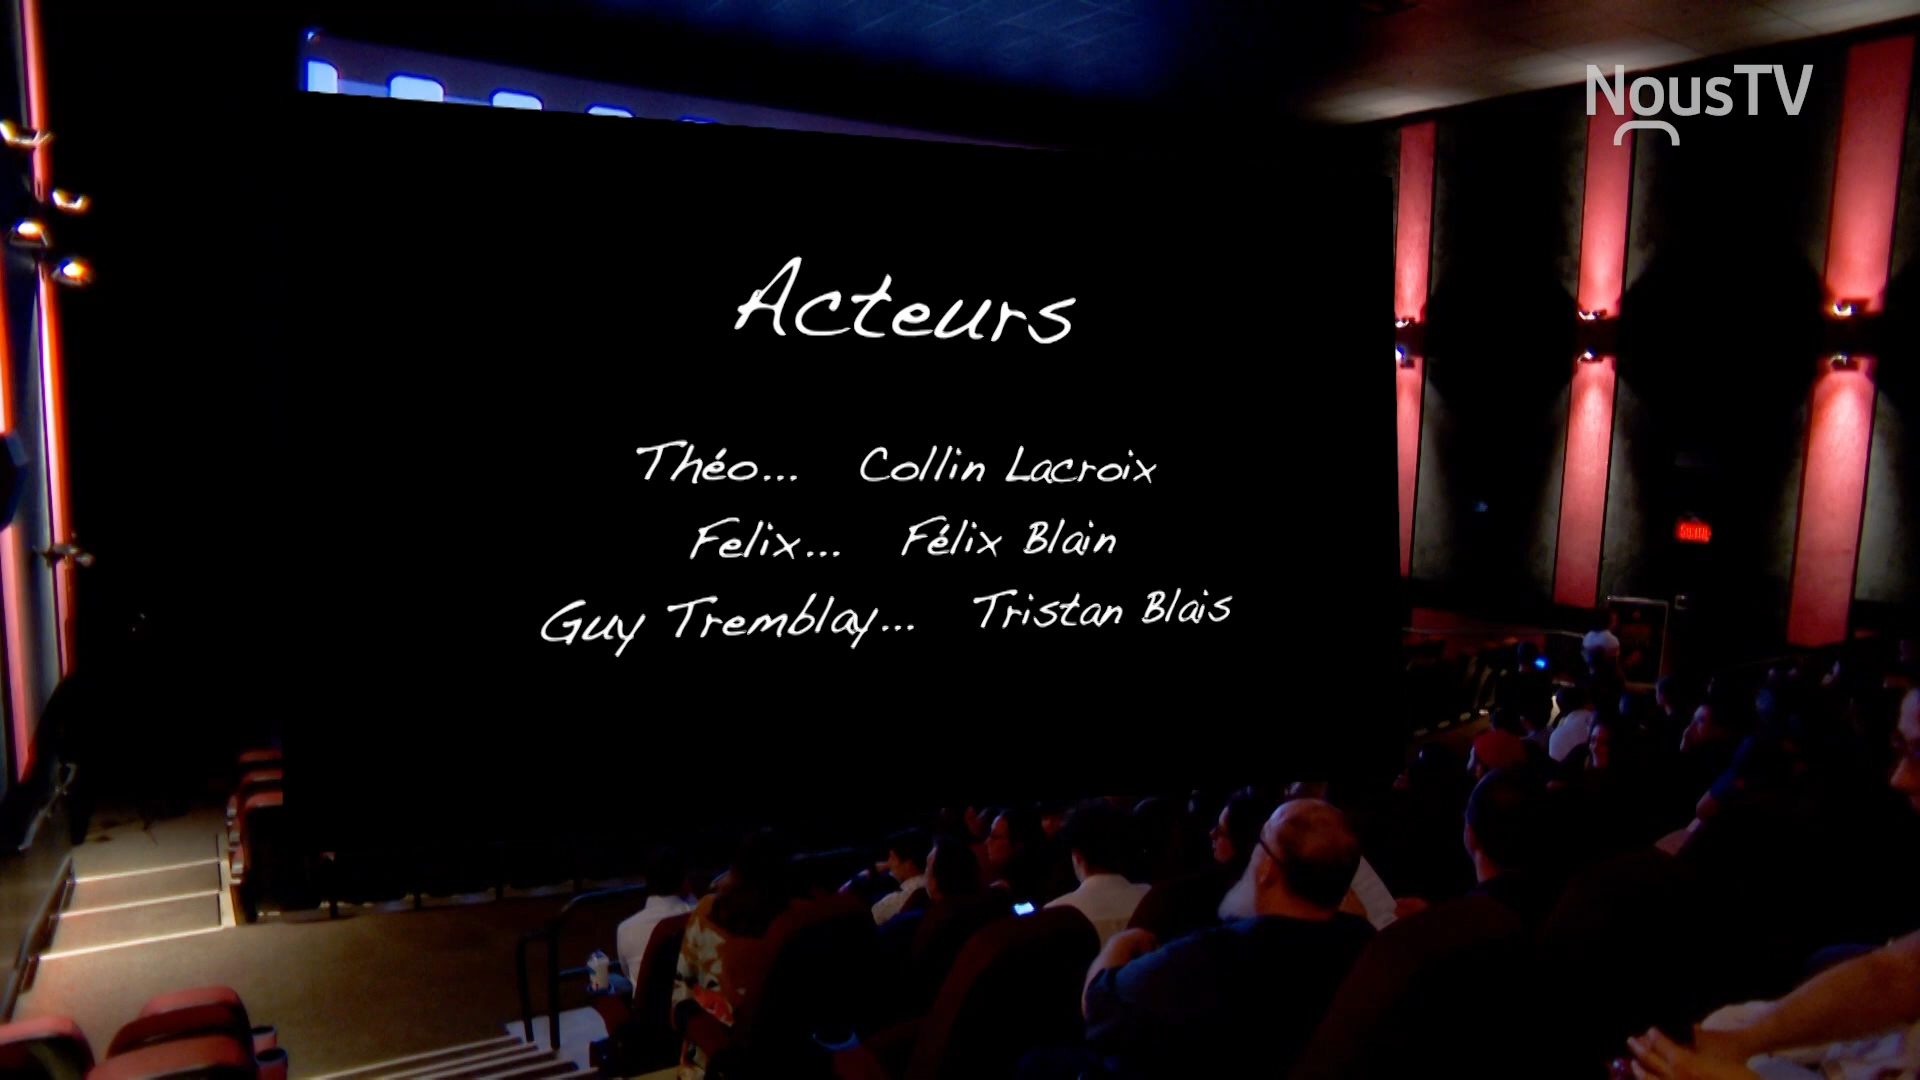 NousTV
Acteurs
Théo... Collin Lacroix
Felix... Félix Blain
Guy Tremblay... Tristan Blais